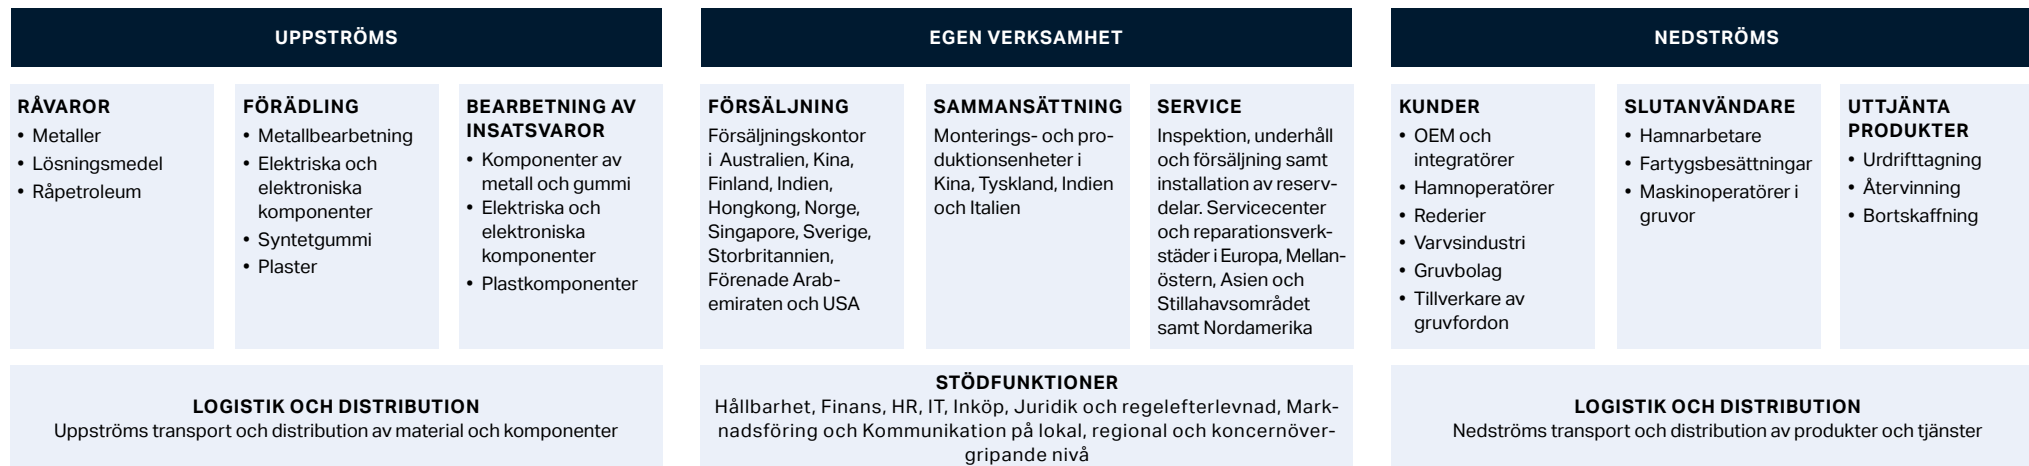 UPPSTRÖMS
RÅVAROR
• Metaller
• Lösningsmedel
• Råpetroleum
FÖRÄDLING
• Metallbearbetning
• Elektriska och
elektroniska
komponenter
• Syntetgummi
• Plaster
BEARBETNING AV
INSATSVAROR
• Komponenter av
metall och gummi
• Elektriska och
elektroniska
komponenter
• Plastkomponenter
LOGISTIK OCH DISTRIBUTION
Uppströms transport och distribution av material och komponenter
EGEN VERKSAMHET
FÖRSÄLJNING
Försäljningskontor
i Australien, Kina,
Finland, Indien,
Hongkong, Norge,
Singapore, Sverige,
Storbritannien,
Förenade Arab-
emiraten och USA
SAMMANSÄTTNING
Monterings- och pro-
duktionsenheter i
Kina, Tyskland, Indien
och Italien
SERVICE
Inspektion, underhåll
och försäljning samt
installation av reserv-
delar. Servicecenter
och reparationsverk-
städer i Europa, Mellan-
östern, Asien och
Stillahavsområdet
samt Nordamerika
STÖDFUNKTIONER
Hållbarhet, Finans, HR, IT, Inköp, Juridik och regelefterlevnad, Mark-
nadsföring och Kommunikation på lokal, regional och koncernöver-
gripande nivå
NEDSTRÖMS
KUNDER
• OEM och
integratörer
• Hamnoperatörer
• Rederier
• Varvsindustri
• Gruvbolag
• Tillverkare av
gruvfordon
SLUTANVÄNDARE
• Hamnarbetare
• Fartygsbesättningar
• Maskinoperatörer i
gruvor
UTTJÄNTA
PRODUKTER
• Urdrifttagning
• Återvinning
• Bortskaffning
LOGISTIK OCH DISTRIBUTION
Nedströms transport och distribution av produkter och tjänster